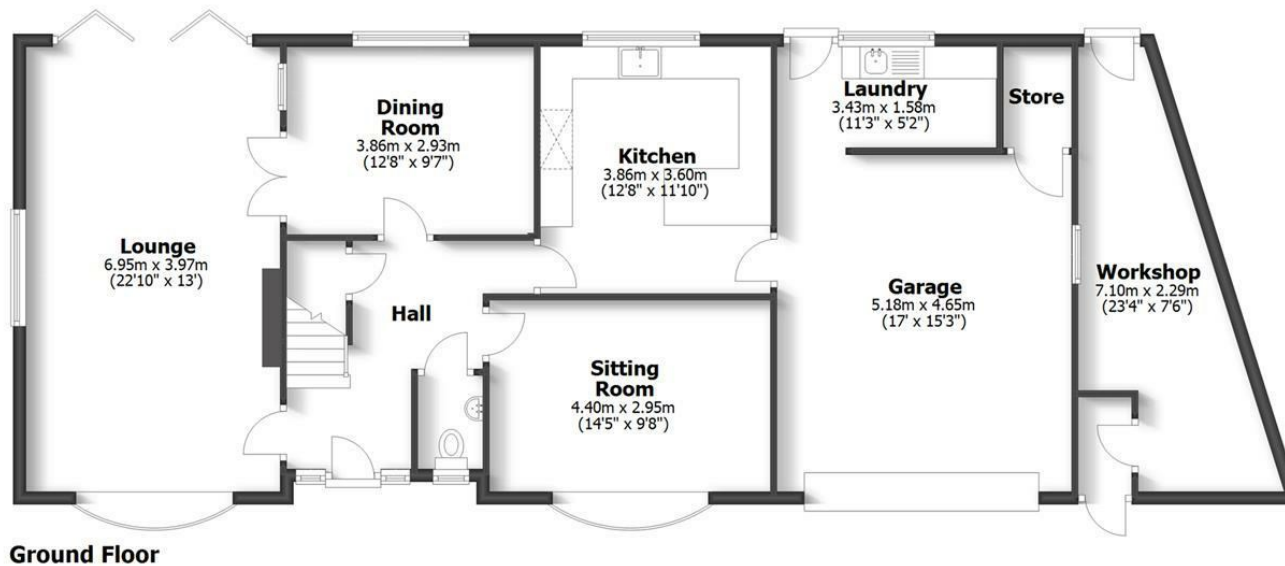 Dining
Room
3.86m x 2.93m
(12'8" x 9'7")
Kitchen
3.86m x 3.60m
(12'8" x 11'10")
Laundry
3.43m x 1.58m
(11'3" x 5'2")
Store
Lounge
6.95m x 3.97m
(22'10" x 13')
Hall
Sitting
Room
4.40m x 2.95m
(14'5" x 9'8")
Garage
5.18m x 4.65m
(17' x 15'3")
Workshop
7.10m x 2.29m
(23'4" x 7'6")
Ground Floor